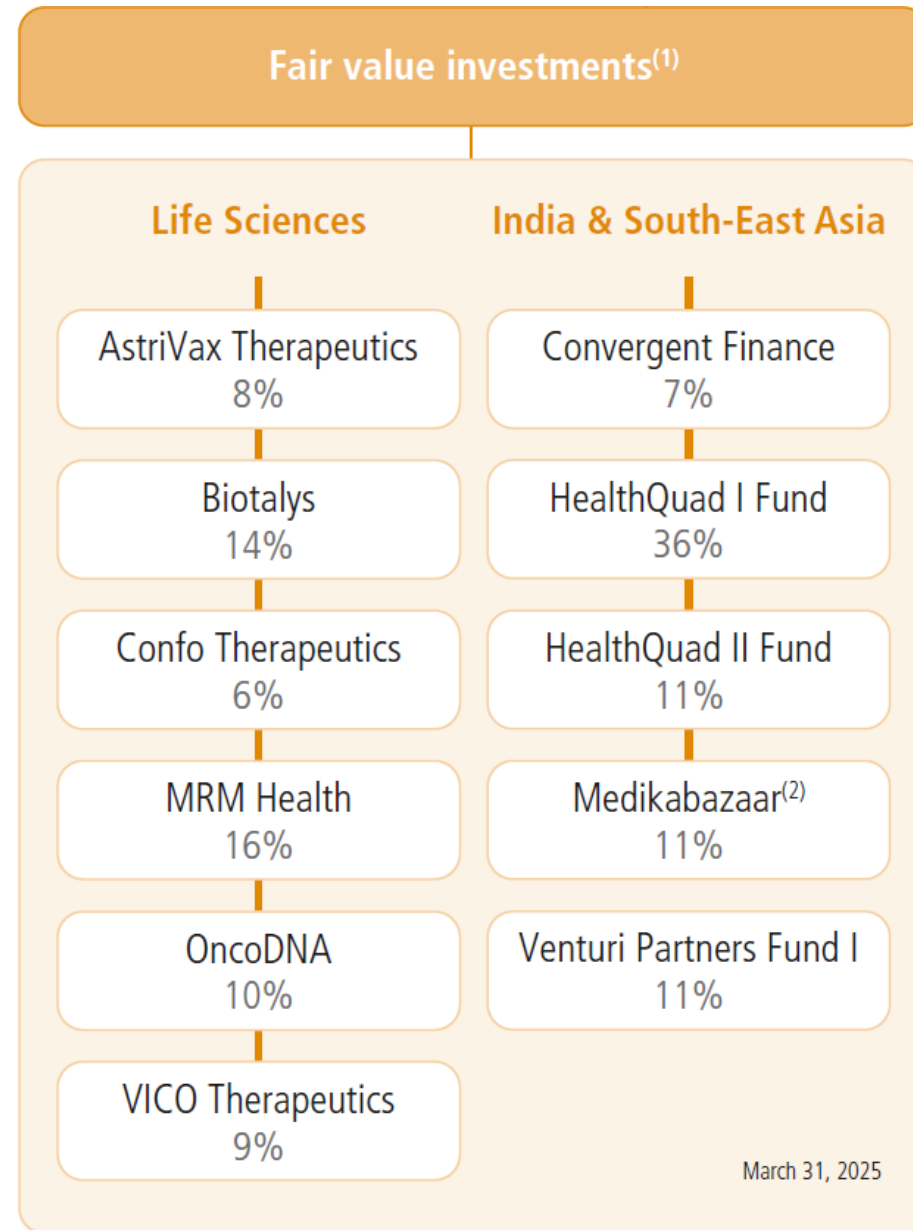 Fair value investments(1)
Life Sciences
AstriVax Therapeutics
8%
Biotalys
14%
Confo Therapeutics
6%
MRM Health
16%
OncoDNA
10%
VICO Therapeutics
9%
India & South-East Asia
Convergent Finance
7%
HealthQuad I Fund
36%
HealthQuad II Fund
11%
Medikabazaar(2)
11%
Venturi Partners Fund I
11%
March 31, 2025